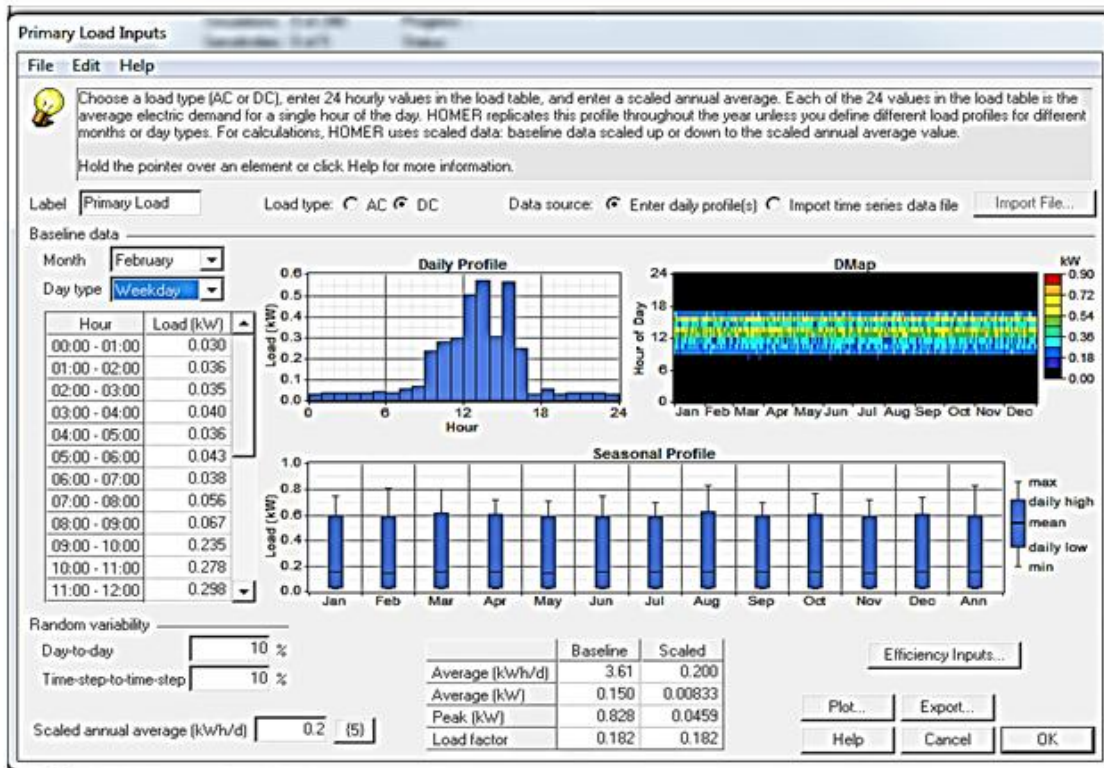 Primary Load Inputs
File Edit Help
Choose a load type (AC or DC), enter 24 hourly values in the load table, and enter a scaled annual average. Each of the 24 values in the load table is the
average electric demand for a single hour of the day. HOMER replicates this profile throughout the year unless you define different load profiles for different
months or day types. For calculations, HOMER uses scaled data: baseline data scaled up or down to the scaled annual average value.
Hold the pointer over an element or click Help for more information.
Label Primary Load Load type: AC DC Data source: Enter daily profile(s) Import time series data file Import File...
Baseline data
Month February
Day type Weekday
Hour Load (kW)
00:00 - 01:00 0.030
01:00 - 02:00 0.036
02:00 - 03:00 0.035
03:00 - 04:00 0.040
04:00 - 05:00 0.036
05:00 - 06:00 0.043
06:00 - 07:00 0.038
07:00 - 08:00 0.056
08:00 - 09:00 0.067
09:00 - 10:00 0.235
10:00 - 11:00 0.278
11:00 - 12:00 0.298
Daily Profile
Load (kW)
0.6
0.5
0.4
0.3
0.2
0.1
0.0
0 6 12 18 24
Hour
DMap
Hour of Day
24
18
12
6
0
Jan Feb Mar Apr May Jun Jul Aug Sep Oct Nov Dec
kW
0.90
0.72
0.54
0.36
0.18
0.00
Seasonal Profile
Load (kW)
1.0
0.8
0.6
0.4
0.2
0.0
Jan Feb Mar Apr May Jun Jul Aug Sep Oct Nov Dec Ann
max
daily high
mean
daily low
min
Random variability
Day-to-day 10 %
Time-step-to-time-step 10 %
Scaled annual average (kWh/d) 0.2 {5}
Baseline Scaled
Average (kWh/d) 3.61 0.200
Average (kW) 0.150 0.00833
Peak (kW) 0.828 0.0459
Load factor 0.182 0.182
Efficiency Inputs...
Plot... Export...
Help Cancel OK